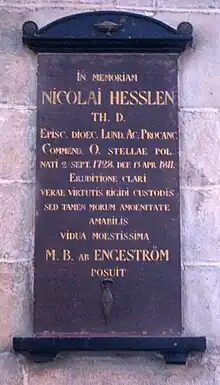 IN MEMORIAM
NICOLAI HESSLEN
TH. D.
EPISC. DIOEC. LUND. AC. PROCANC.
COMMEND. O. STELLAE POL.
NATI 2. SEPT. 1728. DEF. 13 APR. 1811.
ERUDITIONE CLARI
VERAE VIRTUTIS RIGIDI CUSTODIS
SED TAMEN MORUM AMOENITATE
AMABILIS
VIDUA MOESTISSIMA
M. B. AB ENGESTRÖM
POSUIT